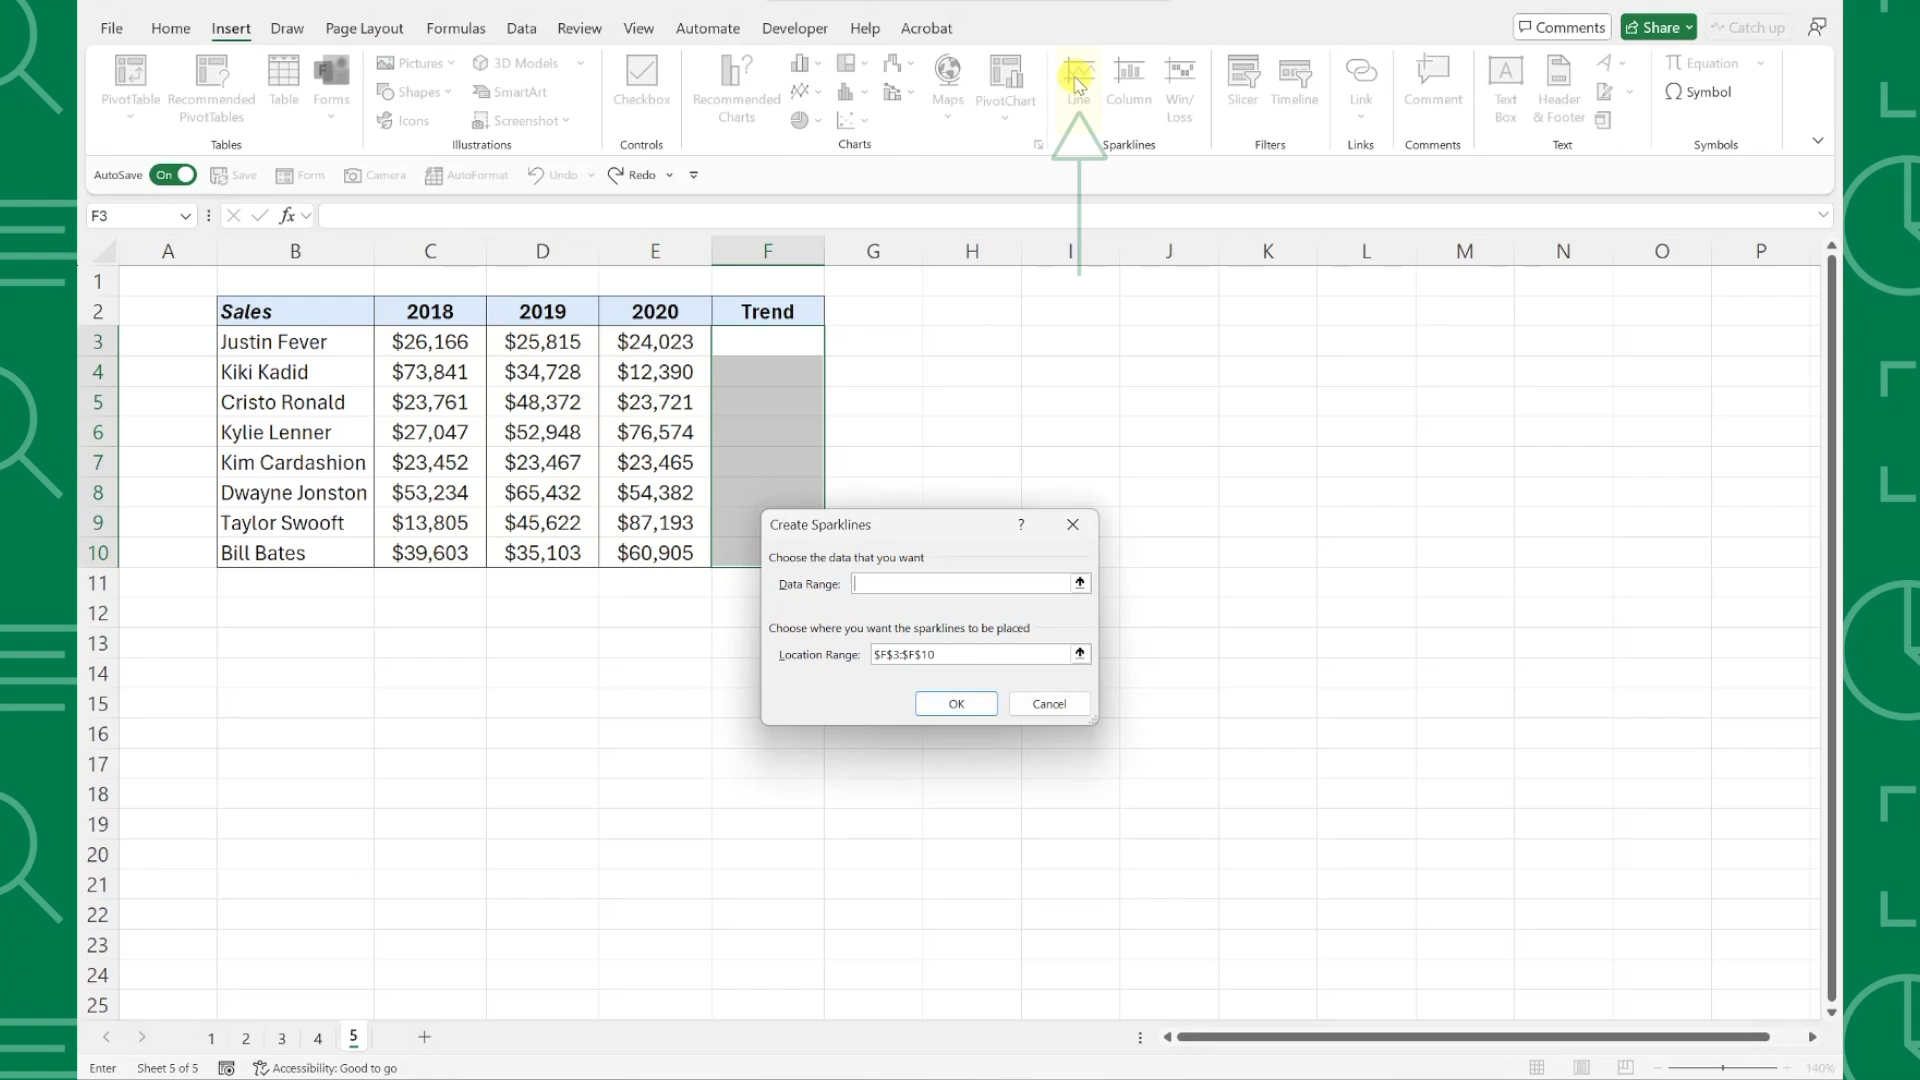 File Home Insert Draw Page Layout Formulas Data Review View Automate Developer Help Acrobat Comments Share Catch up
PivotTable Recommended PivotTables Table Forms
Tables
Pictures Shapes Icons 3D Models SmartArt Screenshot
Illustrations
Checkbox
Controls
Recommended Charts Maps PivotChart
Charts
Line Column Win/ Loss
Sparklines
Slicer Timeline
Filters
Link
Links
Comment
Comments
Text Box Header & Footer
Text
Equation Symbol
Symbols
AutoSave On Save Form Camera AutoFormat Undo Redo
F3 fx
A B C D E F G H I J K L M N O P
1
2 Sales 2018 2019 2020 Trend
3 Justin Fever $26,166 $25,815 $24,023
4 Kiki Kadid $73,841 $34,728 $12,390
5 Cristo Ronald $23,761 $48,372 $23,721
6 Kylie Lenner $27,047 $52,948 $76,574
7 Kim Cardashion $23,452 $23,467 $23,465
8 Dwayne Jonston $53,234 $65,432 $54,382
9 Taylor Swooft $13,805 $45,622 $87,193
10 Bill Bates $39,603 $35,103 $60,905
11
12
13
14
15
16
17
18
19
20
21
22
23
24
25
Create Sparklines ?
Choose the data that you want
Data Range:
Choose where you want the sparklines to be placed
Location Range: $F$3:$F$10
OK Cancel
1 2 3 4 5
Enter Sheet 5 of 5 Accessibility: Good to go 140%